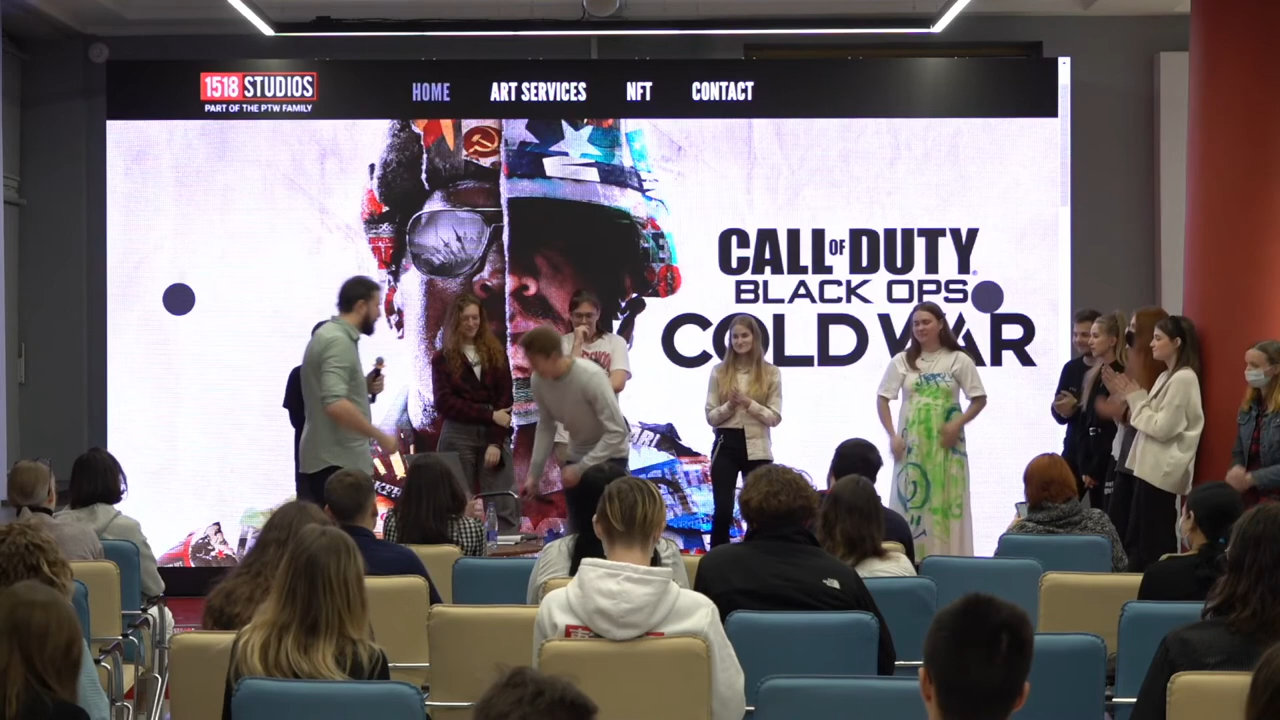 1518 STUDIOS
PART OF THE PTW FAMILY
HOME ART SERVICES NFT CONTACT
CALL OF DUTY
BLACK OPS
COLD WAR